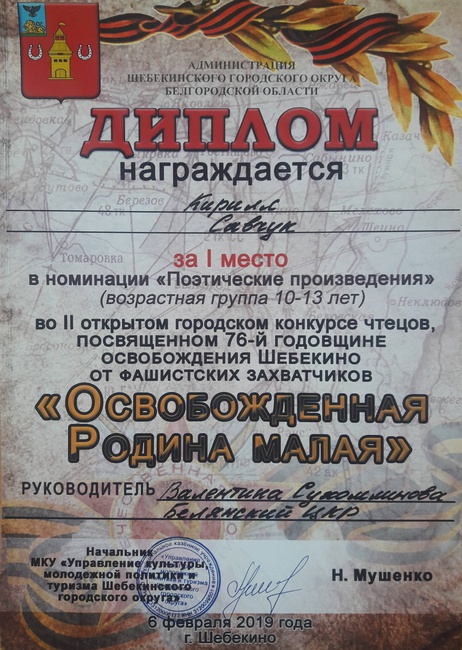 АДМИНИСТРАЦИЯ
ШЕБЕКИНСКОГО ГОРОДСКОГО ОКРУГА
БЕЛГОРОДСКОЙ ОБЛАСТИ
ДИПЛОМ
награждается
Кирилл
Савчук
за I место
в номинации «Поэтические произведения»
(возрастная группа 10-13 лет)
во II открытом городском конкурсе чтецов,
посвященном 76-й годовщине
освобождения Шебекино
от фашистских захватчиков
«Освобожденная
Родина малая»
руководитель Валентина Сухомлинова
Белянский ЦКР
Начальник
МКУ «Управление культуры,
молодежной политики и
туризма Шебекинского
городского округа»
Н. Мушенко
6 февраля 2019 года
г. Шебекино
Томаровка
Березов